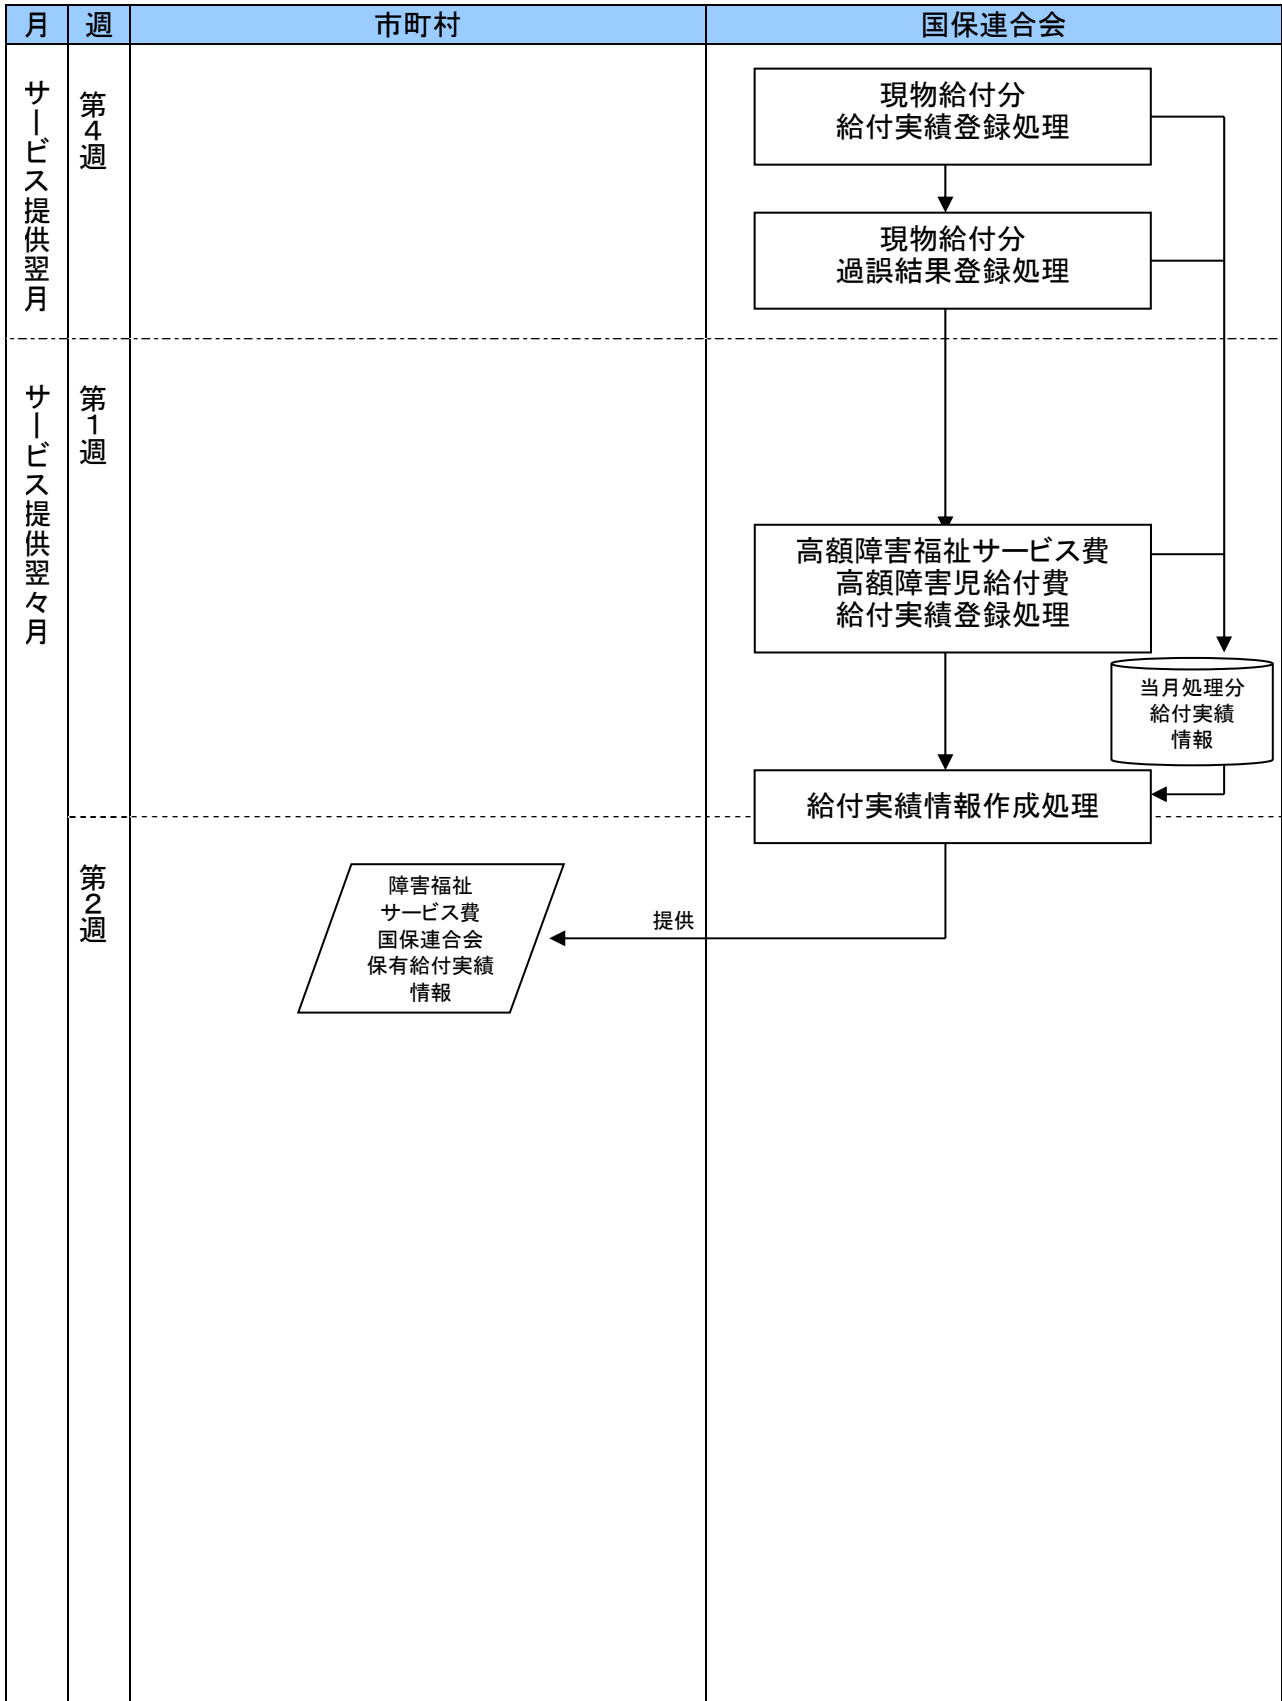 月 週 市町村 国保連合会
サービス提供翌月
第4週
現物給付分
給付実績登録処理
現物給付分
過誤結果登録処理
サービス提供翌々月
第1週
高額障害福祉サービス費
高額障害児給付費
給付実績登録処理
当月処理分
給付実績
情報
給付実績情報作成処理
第2週
障害福祉
サービス費
国保連合会
保有給付実績
情報
提供